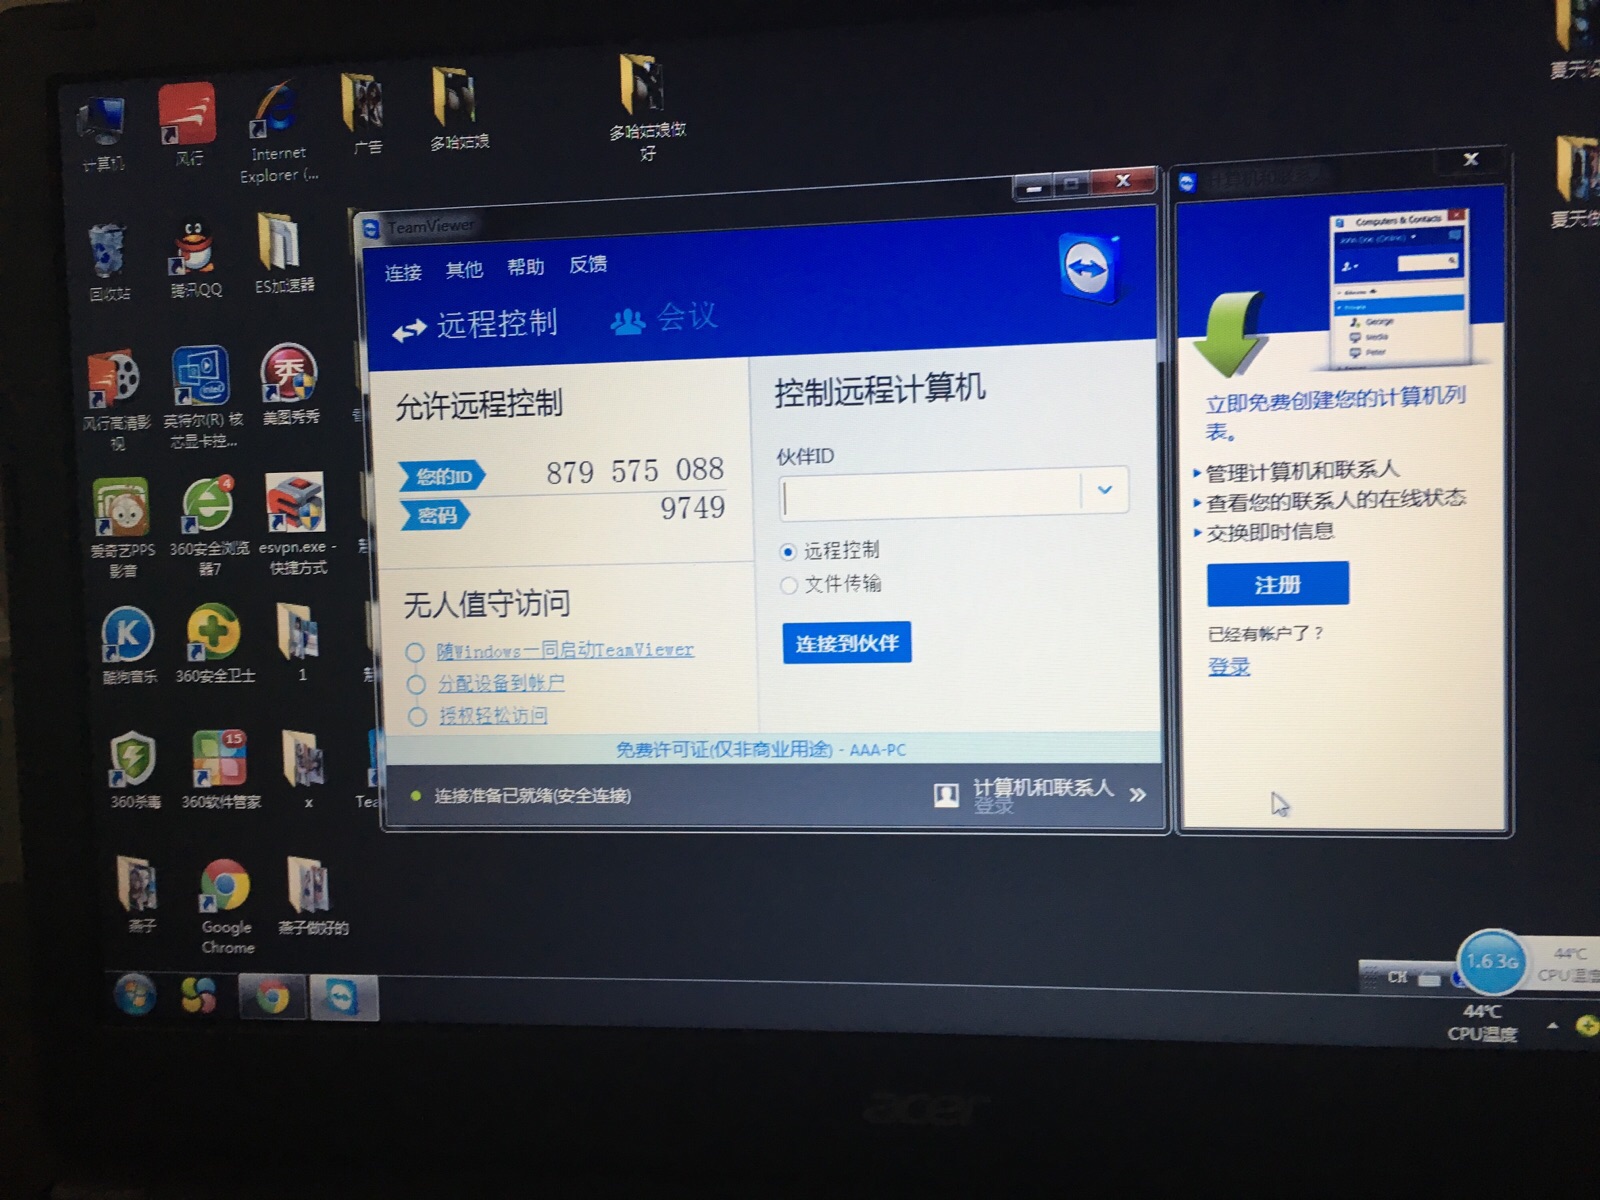 计算机
风行
Internet
Explorer (...
广告
多哈姑娘
多哈姑娘做
好
夏天没
回收站
腾讯QQ
ES加速器
夏天做
风行高清影
视
英特尔(R) 核
芯显卡控...
美图秀秀
爱奇艺PPS
影音
360安全浏览
器7
esvpn.exe -
快捷方式
4
酷狗音乐
360安全卫士
1
360杀毒
360软件管家
15
x
Tea
燕子
Google
Chrome
燕子做好的
TeamViewer
连接 其他 帮助 反馈
远程控制 会议
允许远程控制
您的ID 879 575 088
密码 9749
无人值守访问
随Windows一同启动TeamViewer
分配设备到帐户
授权轻松访问
控制远程计算机
伙伴ID
远程控制
文件传输
连接到伙伴
免费许可证(仅非商业用途) - AAA-PC
连接准备已就绪(安全连接)
计算机和联系人
登录
计算机和联系人
Computers & Contacts
John Doe (Online)
Private
George
Media
Peter
立即免费创建您的计算机列
表。
管理计算机和联系人
查看您的联系人的在线状态
交换即时信息
注册
已经有帐户了？
登录
CH
1.63G
44℃
CPU温度
44℃
CPU温度
acer